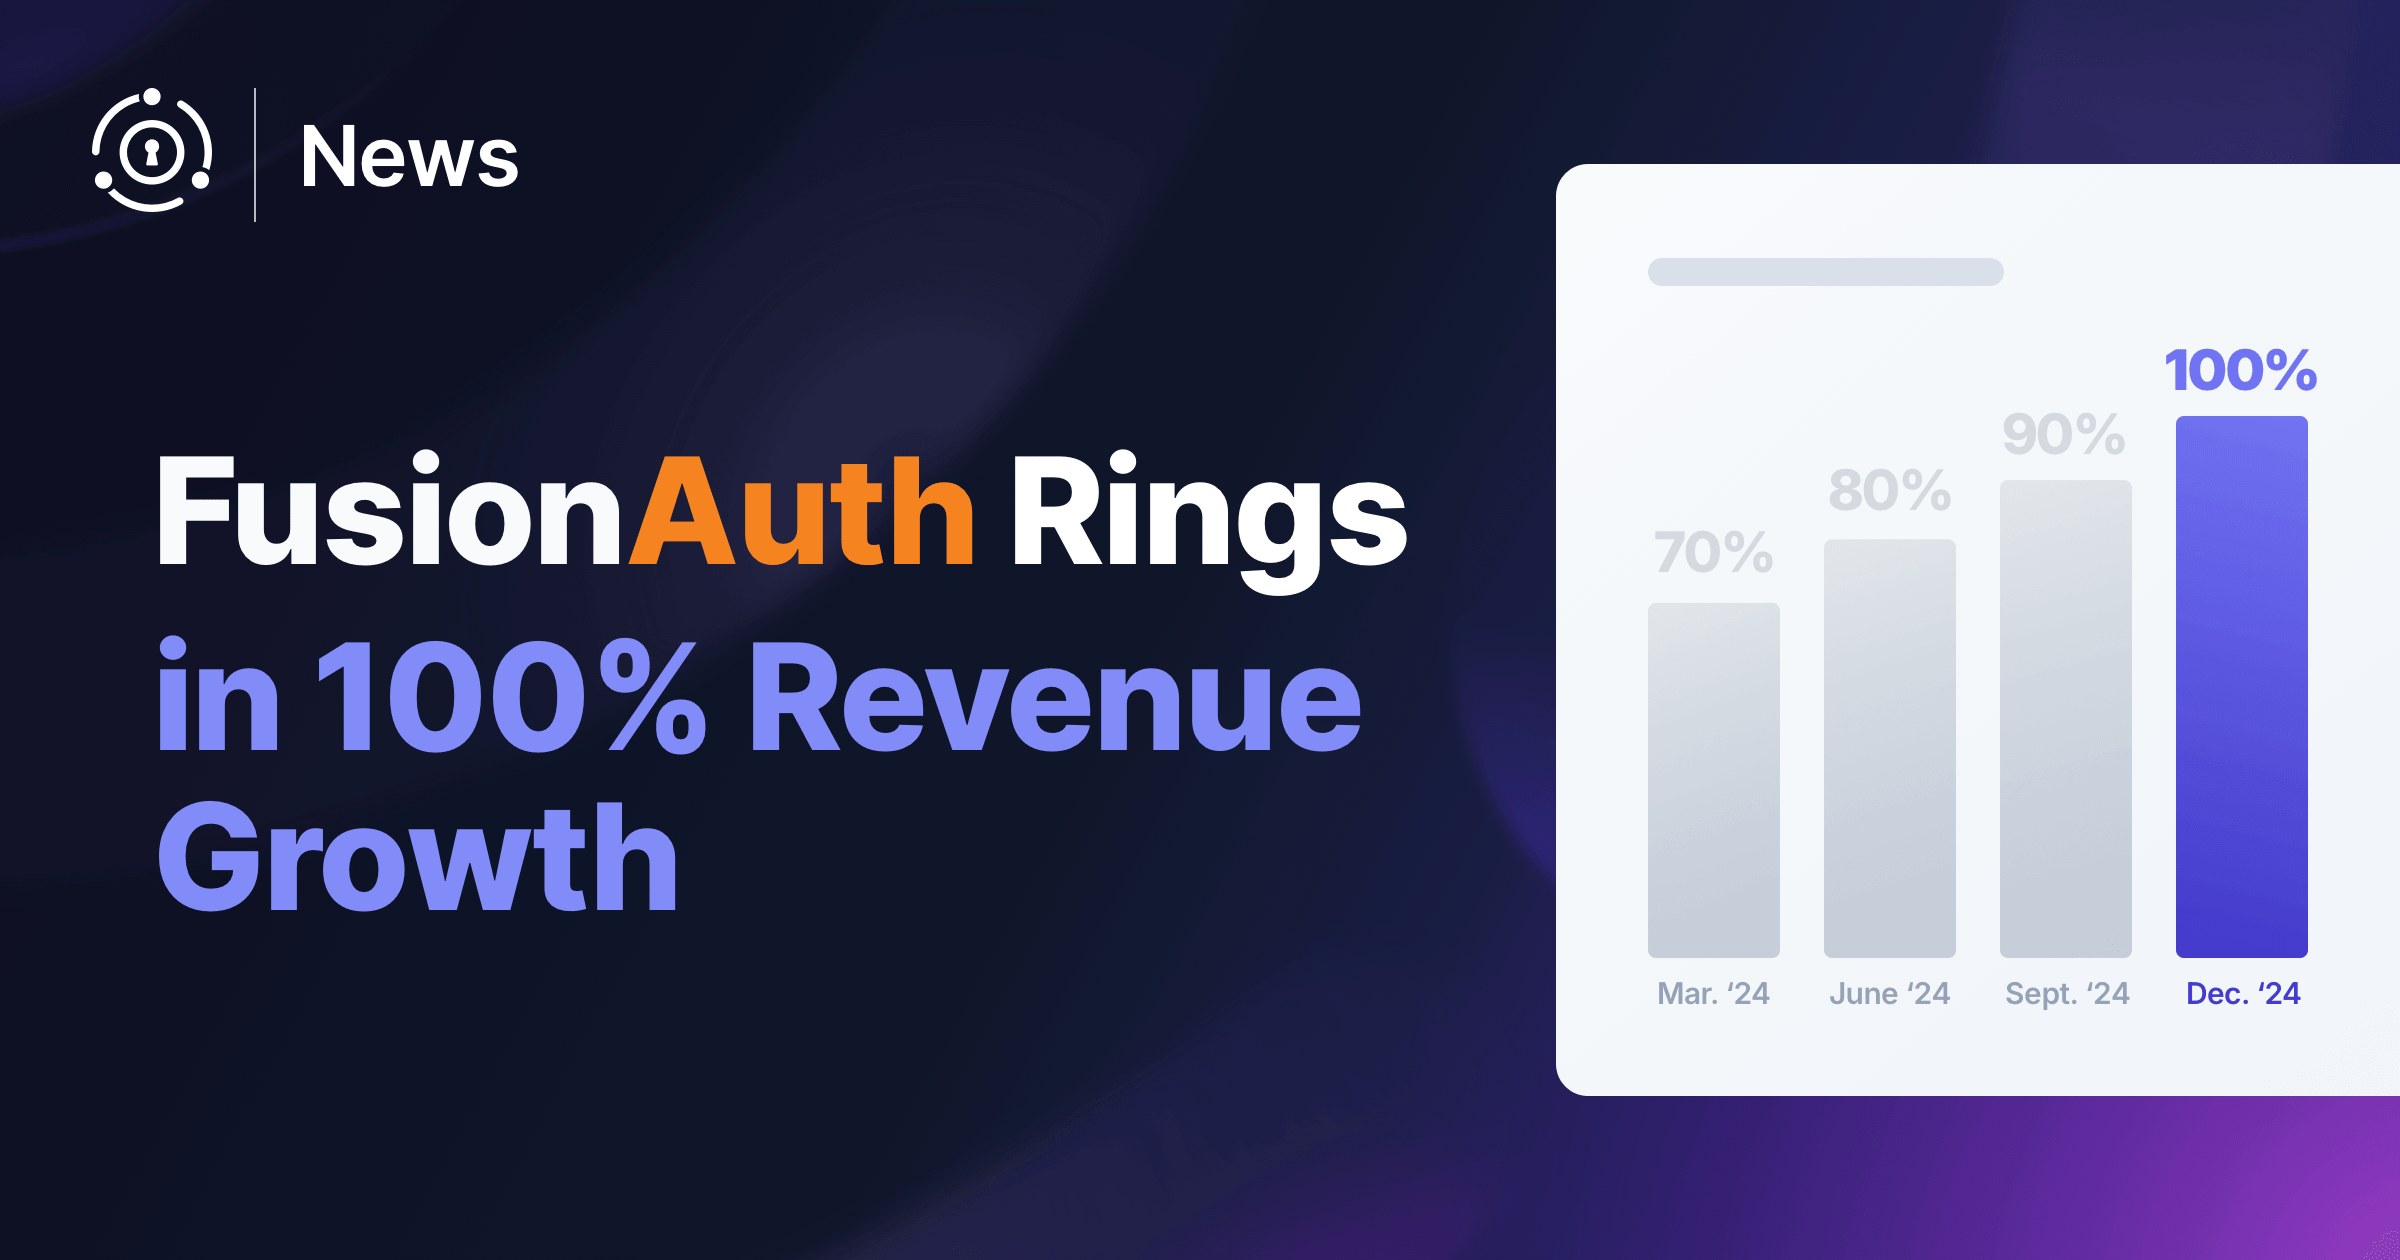 News
FusionAuth Rings
in 100% Revenue
Growth
100%
90%
80%
70%
Mar. ‘24
June ‘24
Sept. ‘24
Dec. ‘24